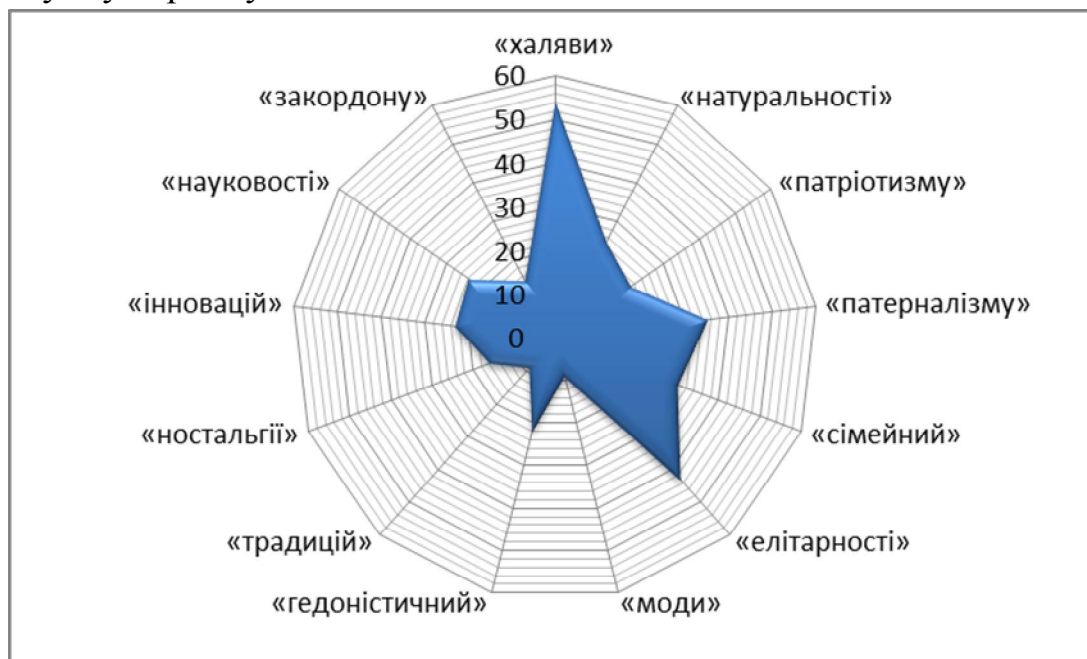 «халяви»
60
«закордону»
«натуральності»
50
40
«науковості»
«патріотизму»
30
20
«інновацій»
10
«патерналізму»
0
«ностальгії»
«сімейний»
«традицій»
«елітарності»
«гедоністичний»
«моди»